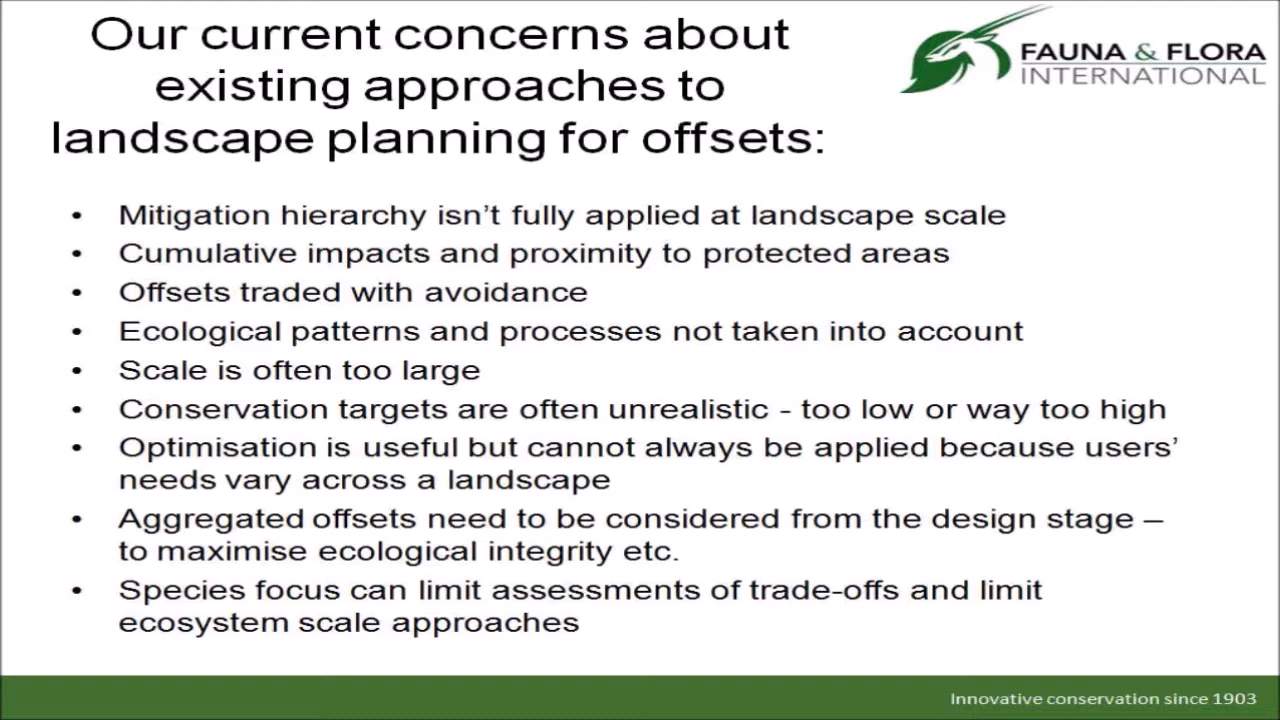 Our current concerns about
existing approaches to
landscape planning for offsets:
FAUNA & FLORA
INTERNATIONAL
• Mitigation hierarchy isn't fully applied at landscape scale
• Cumulative impacts and proximity to protected areas
• Offsets traded with avoidance
• Ecological patterns and processes not taken into account
• Scale is often too large
• Conservation targets are often unrealistic - too low or way too high
• Optimisation is useful but cannot always be applied because users'
needs vary across a landscape
• Aggregated offsets need to be considered from the design stage –
to maximise ecological integrity etc.
• Species focus can limit assessments of trade-offs and limit
ecosystem scale approaches
Innovative conservation since 1903